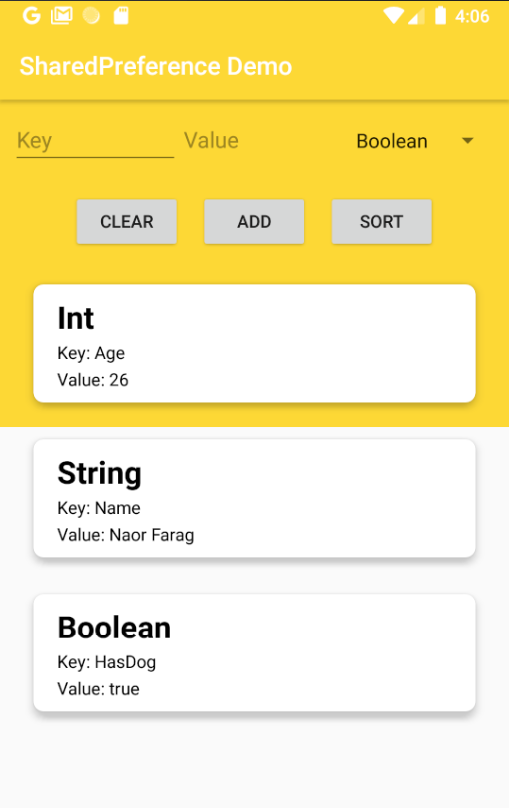 4:06
SharedPreference Demo
Key Value Boolean
CLEAR ADD SORT
Int
Key: Age
Value: 26
String
Key: Name
Value: Naor Farag
Boolean
Key: HasDog
Value: true